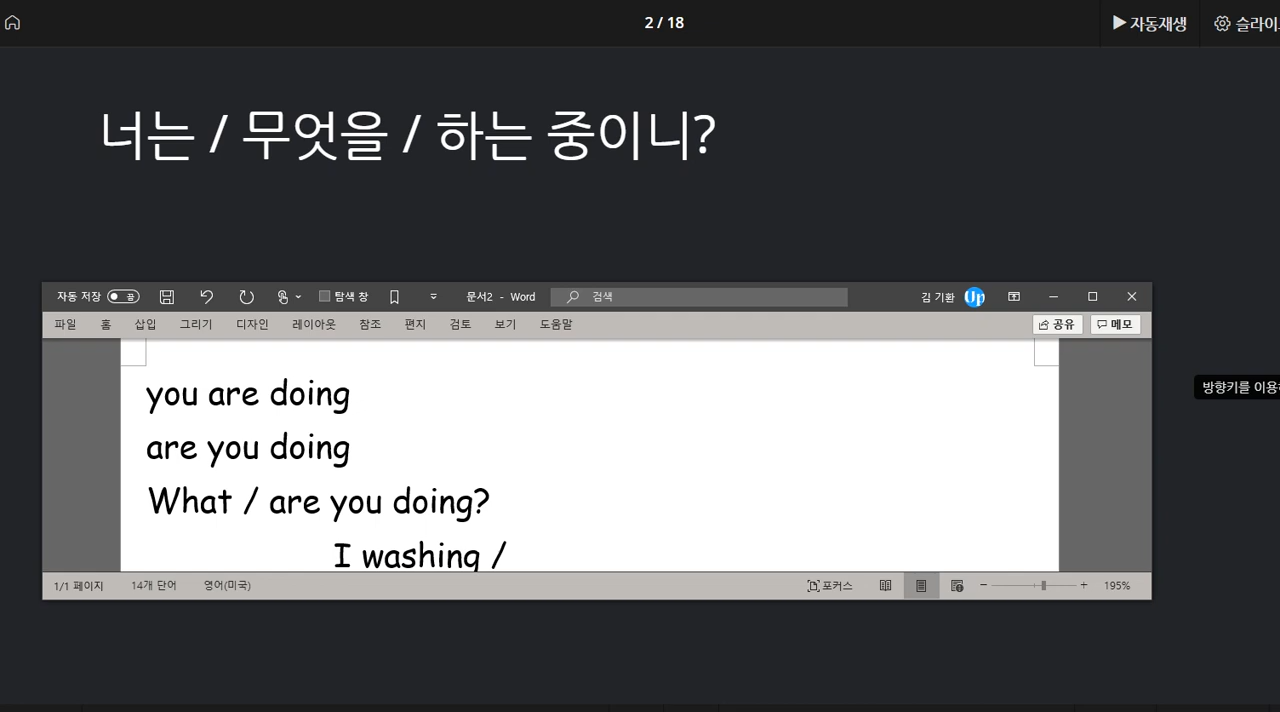 2 / 18
▶ 자동재생
슬라이드
너는 / 무엇을 / 하는 중이니?
자동 저장 끔 탐색 창 문서2 - Word 검색 김 기환 Up
파일 홈 삽입 그리기 디자인 레이아웃 참조 편지 검토 보기 도움말 공유 메모
you are doing
are you doing
방향키를 이용
What / are you doing?
I washing /
1/1 페이지 14개 단어 영어(미국) 포커스 195%